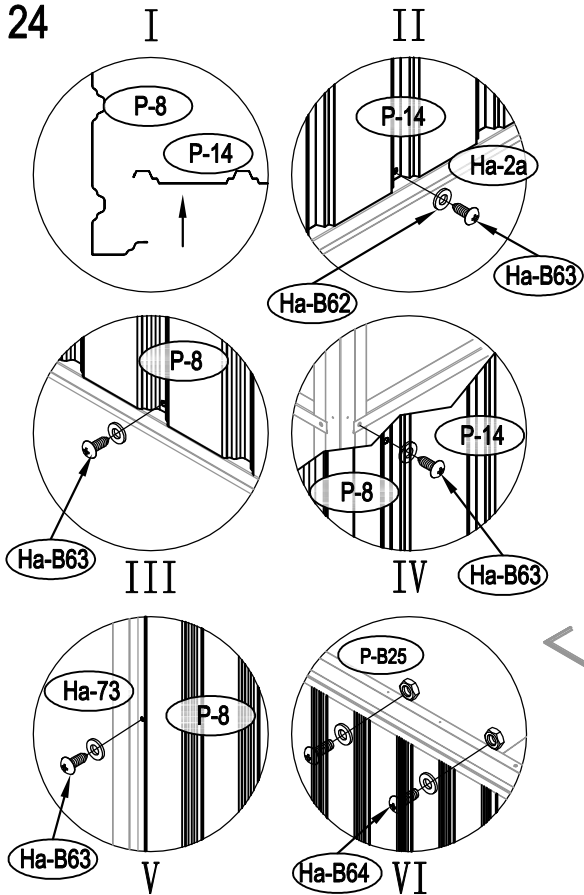 24
I
II
P-8
P-14
P-14
Ha-2a
Ha-B62
Ha-B63
P-8
Ha-B63
III
P-14
P-8
Ha-B63
IV
Ha-73
P-8
Ha-B63
V
P-B25
Ha-B64
VI